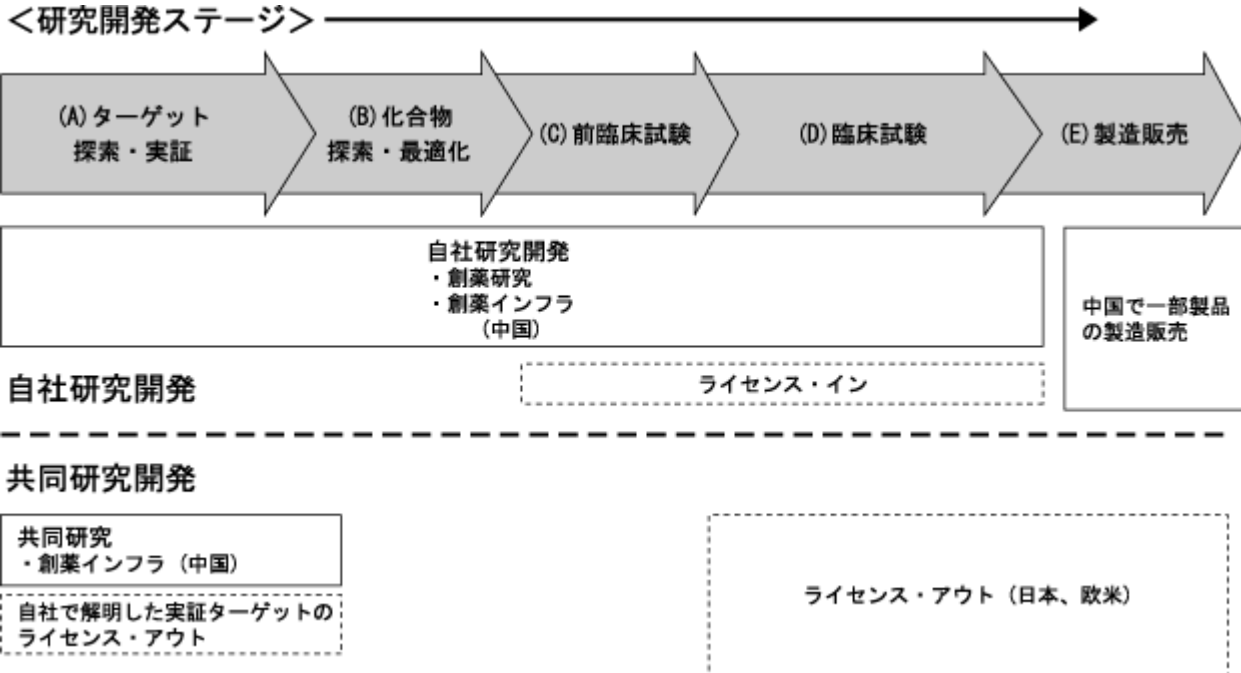 ＜研究開発ステージ＞
(A)ターゲット
探索・実証
(B)化合物
探索・最適化
(C)前臨床試験
(D)臨床試験
(E)製造販売
自社研究開発
・創薬研究
・創薬インフラ
(中国)
中国で一部製品
の製造販売
ライセンス・イン
自社研究開発
共同研究開発
共同研究
・創薬インフラ（中国）
自社で解明した実証ターゲットの
ライセンス・アウト
ライセンス・アウト（日本、欧米）